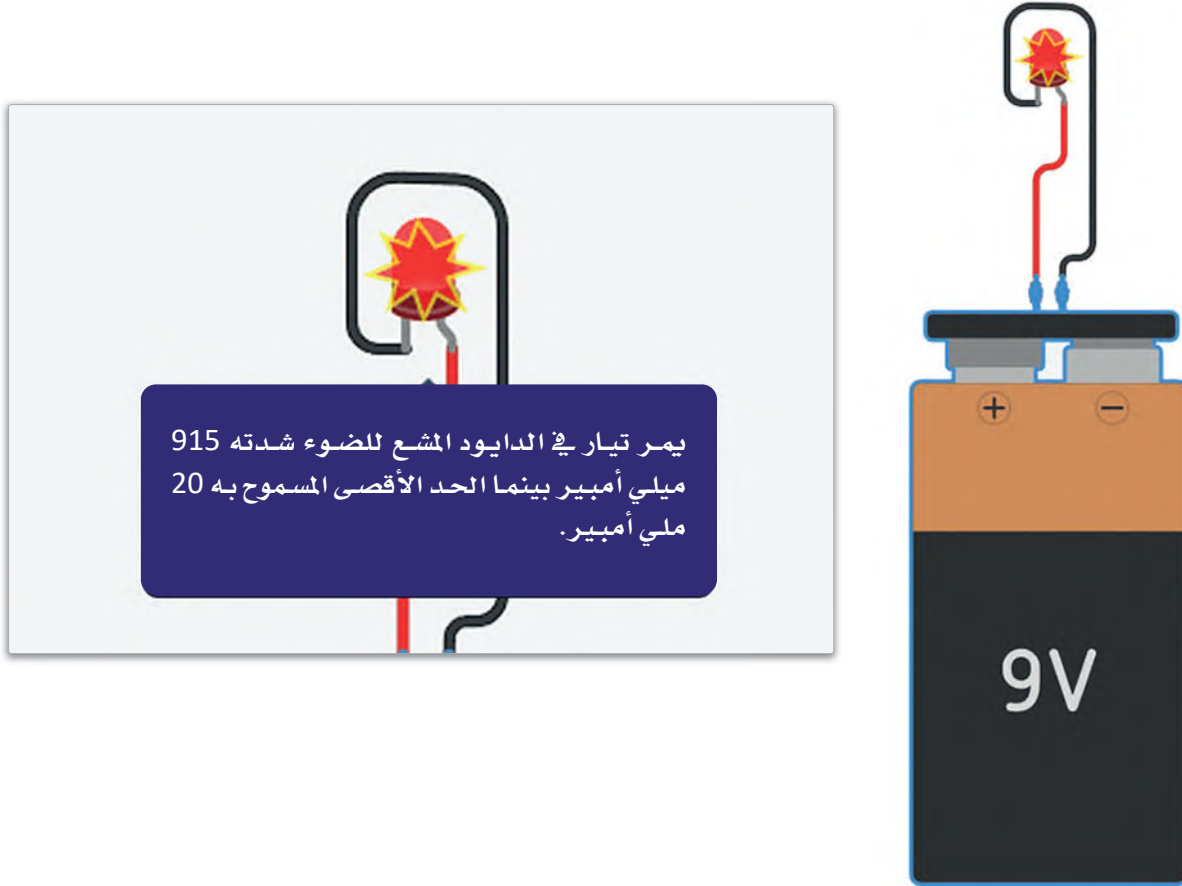 يمر تيار في الدايود المشع للضوء شدته 915
ميلي أمبير بينما الحد الأقصى المسموح به 20
ملي أمبير.
+
−
9V